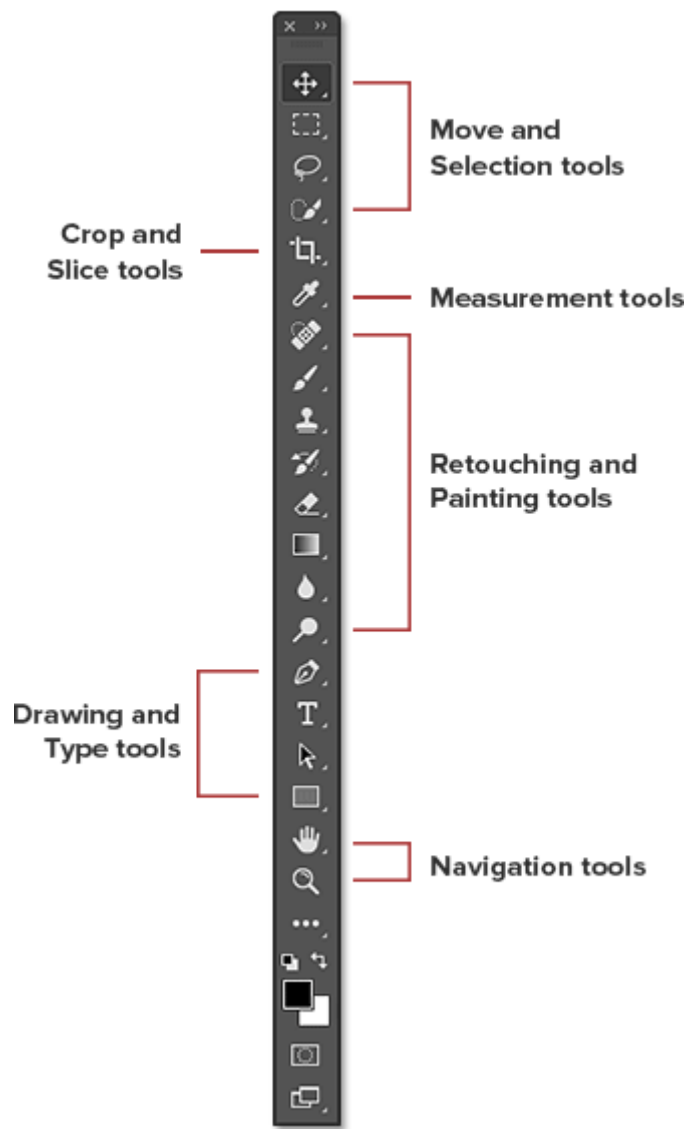 Move and
Selection tools
Crop and
Slice tools
Measurement tools
Retouching and
Painting tools
Drawing and
Type tools
Navigation tools